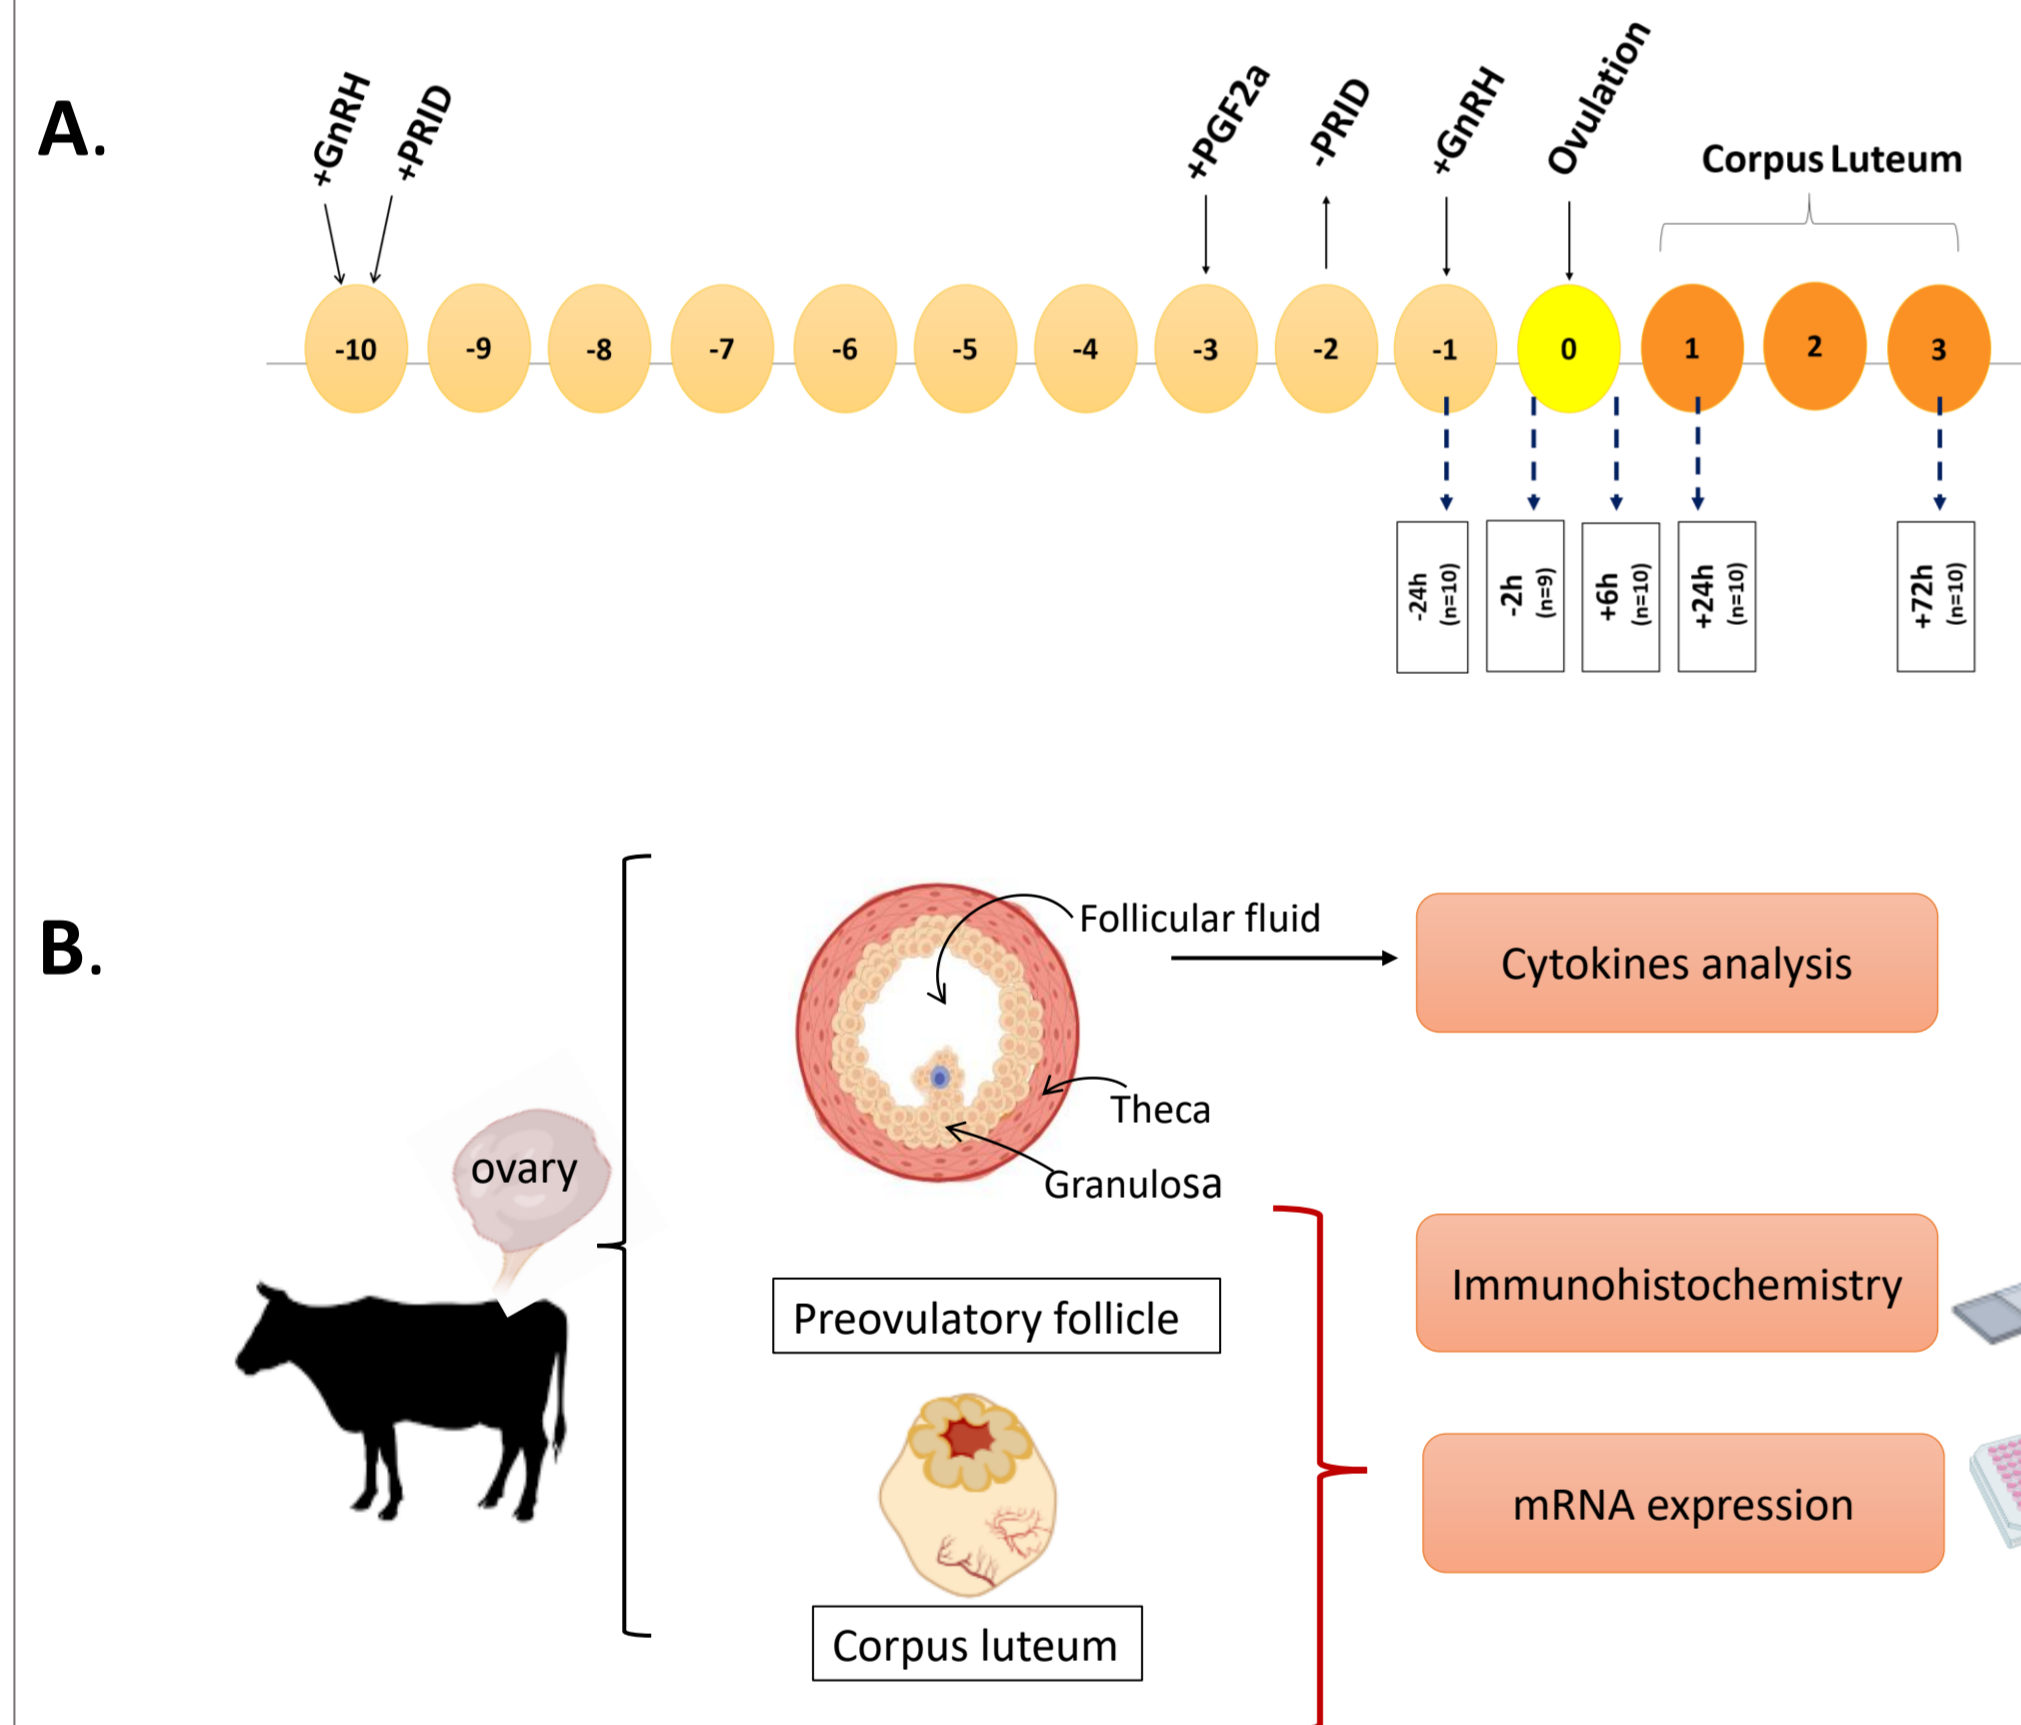 A.
+GnRH
+PRID
+PGF2a
-PRID
+GnRH
Ovulation
Corpus Luteum
-10
-9
-8
-7
-6
-5
-4
-3
-2
-1
0
1
2
3
-24h
(n=10)
-2h
(n=9)
+6h
(n=10)
+24h
(n=10)
+72h
(n=10)
B.
ovary
Follicular fluid
Theca
Granulosa
Preovulatory follicle
Corpus luteum
Cytokines analysis
Immunohistochemistry
mRNA expression